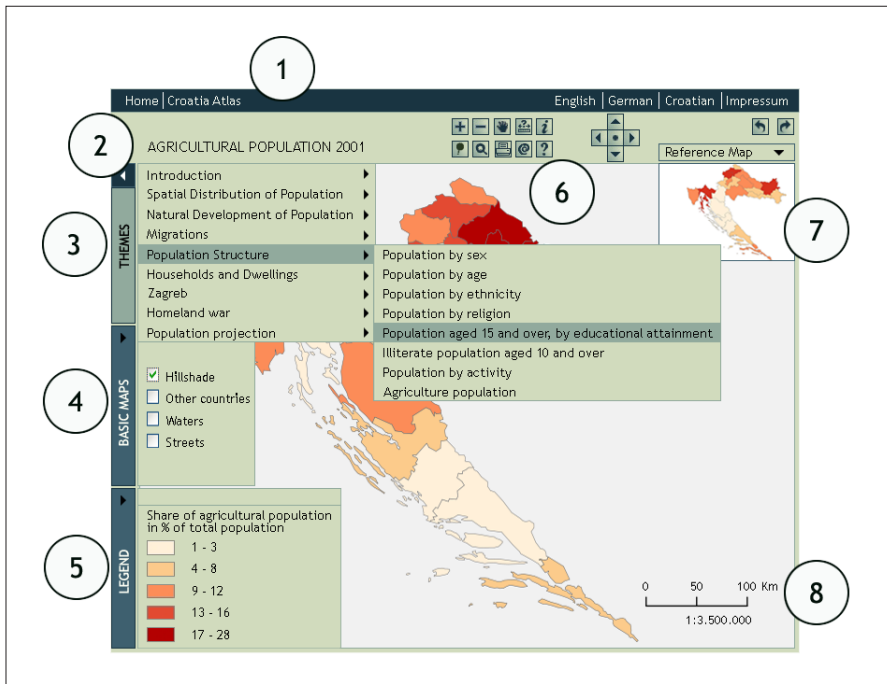 1
Home Croatia Atlas
English German Croatian Impressum
2
AGRICULTURAL POPULATION 2001
Reference Map
6
7
3
THEMES
Introduction
Spatial Distribution of Population
Natural Development of Population
Migrations
Population Structure
Households and Dwellings
Zagreb
Homeland war
Population projection
Population by sex
Population by age
Population by ethnicity
Population by religion
Population aged 15 and over, by educational attainment
Illiterate population aged 10 and over
Population by activity
Agriculture population
4
BASIC MAPS
Hillshade
Other countries
Waters
Streets
5
LEGEND
Share of agricultural population
in % of total population
1 - 3
4 - 8
9 - 12
13 - 16
17 - 28
0 50 100 Km
1:3.500.000
8